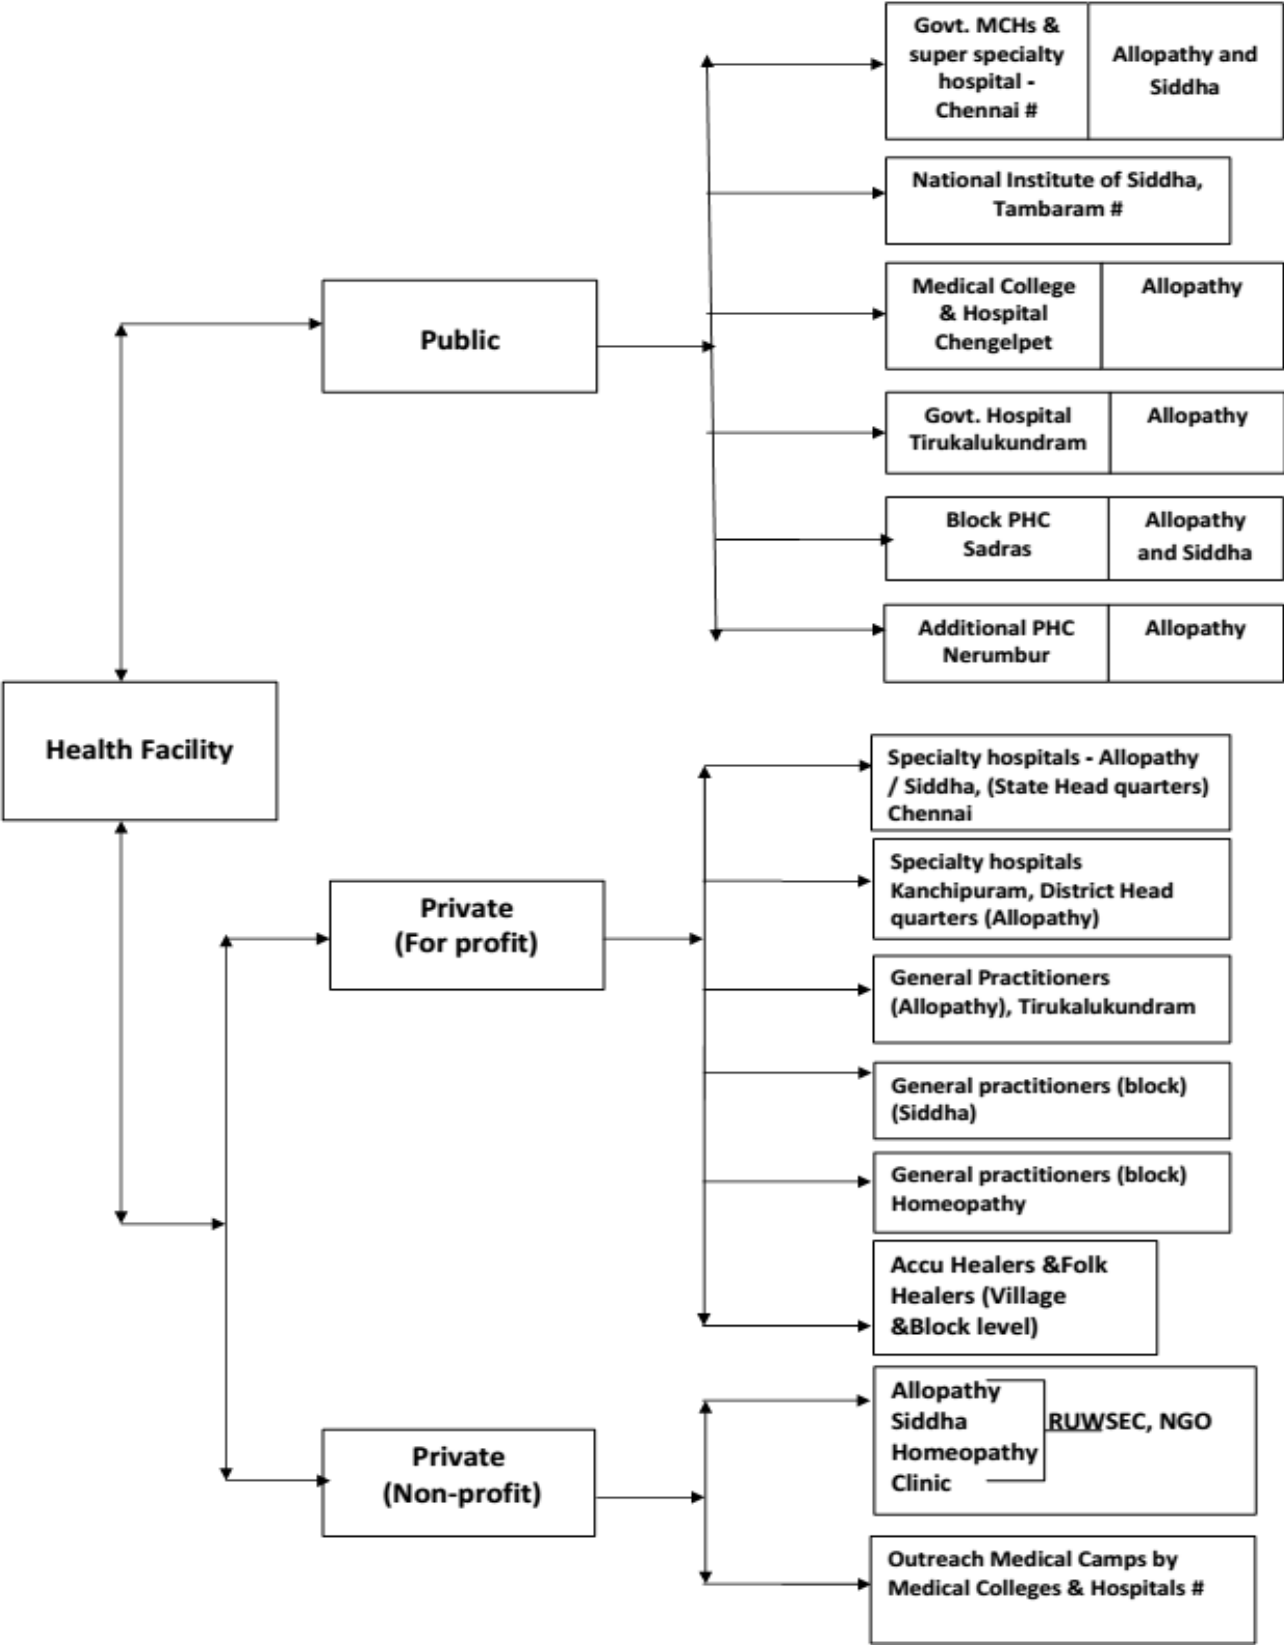 Govt. MCHs &
super specialty
hospital -
Chennai #
Allopathy and
Siddha
National Institute of Siddha,
Tambaram #
Medical College
& Hospital
Chengelpet
Allopathy
Public
Govt. Hospital
Tirukalukundram
Allopathy
Block PHC
Sadras
Allopathy
and Siddha
Additional PHC
Nerumbur
Allopathy
Health Facility
Specialty hospitals - Allopathy
/ Siddha, (State Head quarters)
Chennai
Specialty hospitals
Kanchipuram, District Head
quarters (Allopathy)
Private
(For profit)
General Practitioners
(Allopathy), Tirukalukundram
General practitioners (block)
(Siddha)
General practitioners (block)
Homeopathy
Accu Healers &Folk
Healers (Village
&Block level)
Allopathy
Siddha
Homeopathy
Clinic
RUWSEC, NGO
Private
(Non-profit)
Outreach Medical Camps by
Medical Colleges & Hospitals #